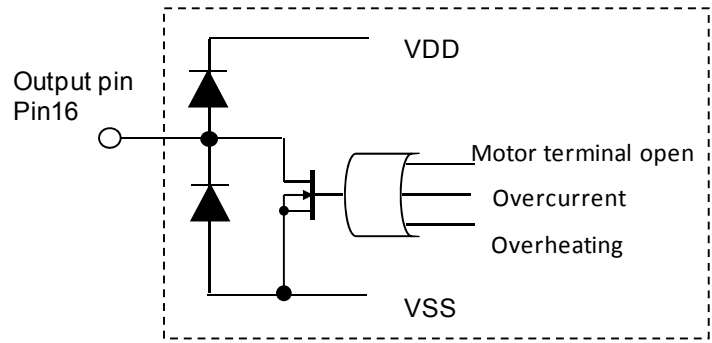 VDD
Output pin
Pin16
Motor terminal open
Overcurrent
Overheating
VSS